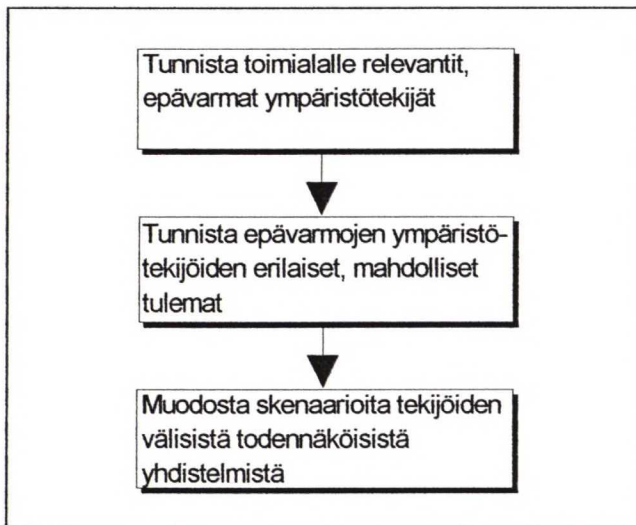 Tunnista toimialalle relevantit,
epävarmat ympäristötekijät
Tunnista epävarmojen ympäristö-
tekijöiden erilaiset, mahdolliset
tulemat
Muodosta skenaarioita tekijöiden
välisistä todennäköisistä
yhdistelmistä